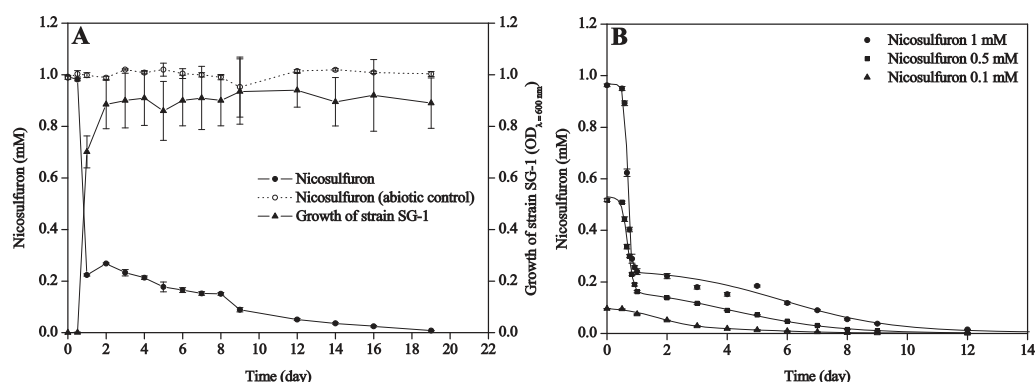 A
1.2
1.0
0.8
0.6
0.4
0.2
0.0
Nicosulfuron (mM)
0 2 4 6 8 10 12 14 16 18 20 22
Time (day)
1.2
1.0
0.8
0.6
0.4
0.2
0.0
Growth of strain SG-1 (OD λ = 600 nm)
Nicosulfuron
Nicosulfuron (abiotic control)
Growth of strain SG-1
B
1.2
1.0
0.8
0.6
0.4
0.2
0.0
Nicosulfuron (mM)
0 2 4 6 8 10 12 14
Time (day)
Nicosulfuron 1 mM
Nicosulfuron 0.5 mM
Nicosulfuron 0.1 mM